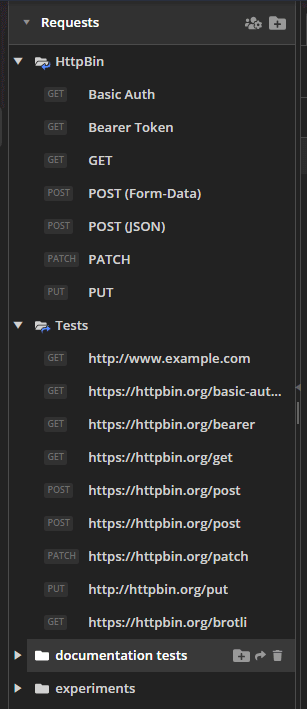 Requests
HttpBin
GET Basic Auth
GET Bearer Token
GET GET
POST POST (Form-Data)
POST POST (JSON)
PATCH PATCH
PUT PUT
Tests
GET http://www.example.com
GET https://httpbin.org/basic-aut...
GET https://httpbin.org/bearer
GET https://httpbin.org/get
POST https://httpbin.org/post
POST https://httpbin.org/post
PATCH https://httpbin.org/patch
PUT http://httpbin.org/put
GET https://httpbin.org/brotli
documentation tests
experiments